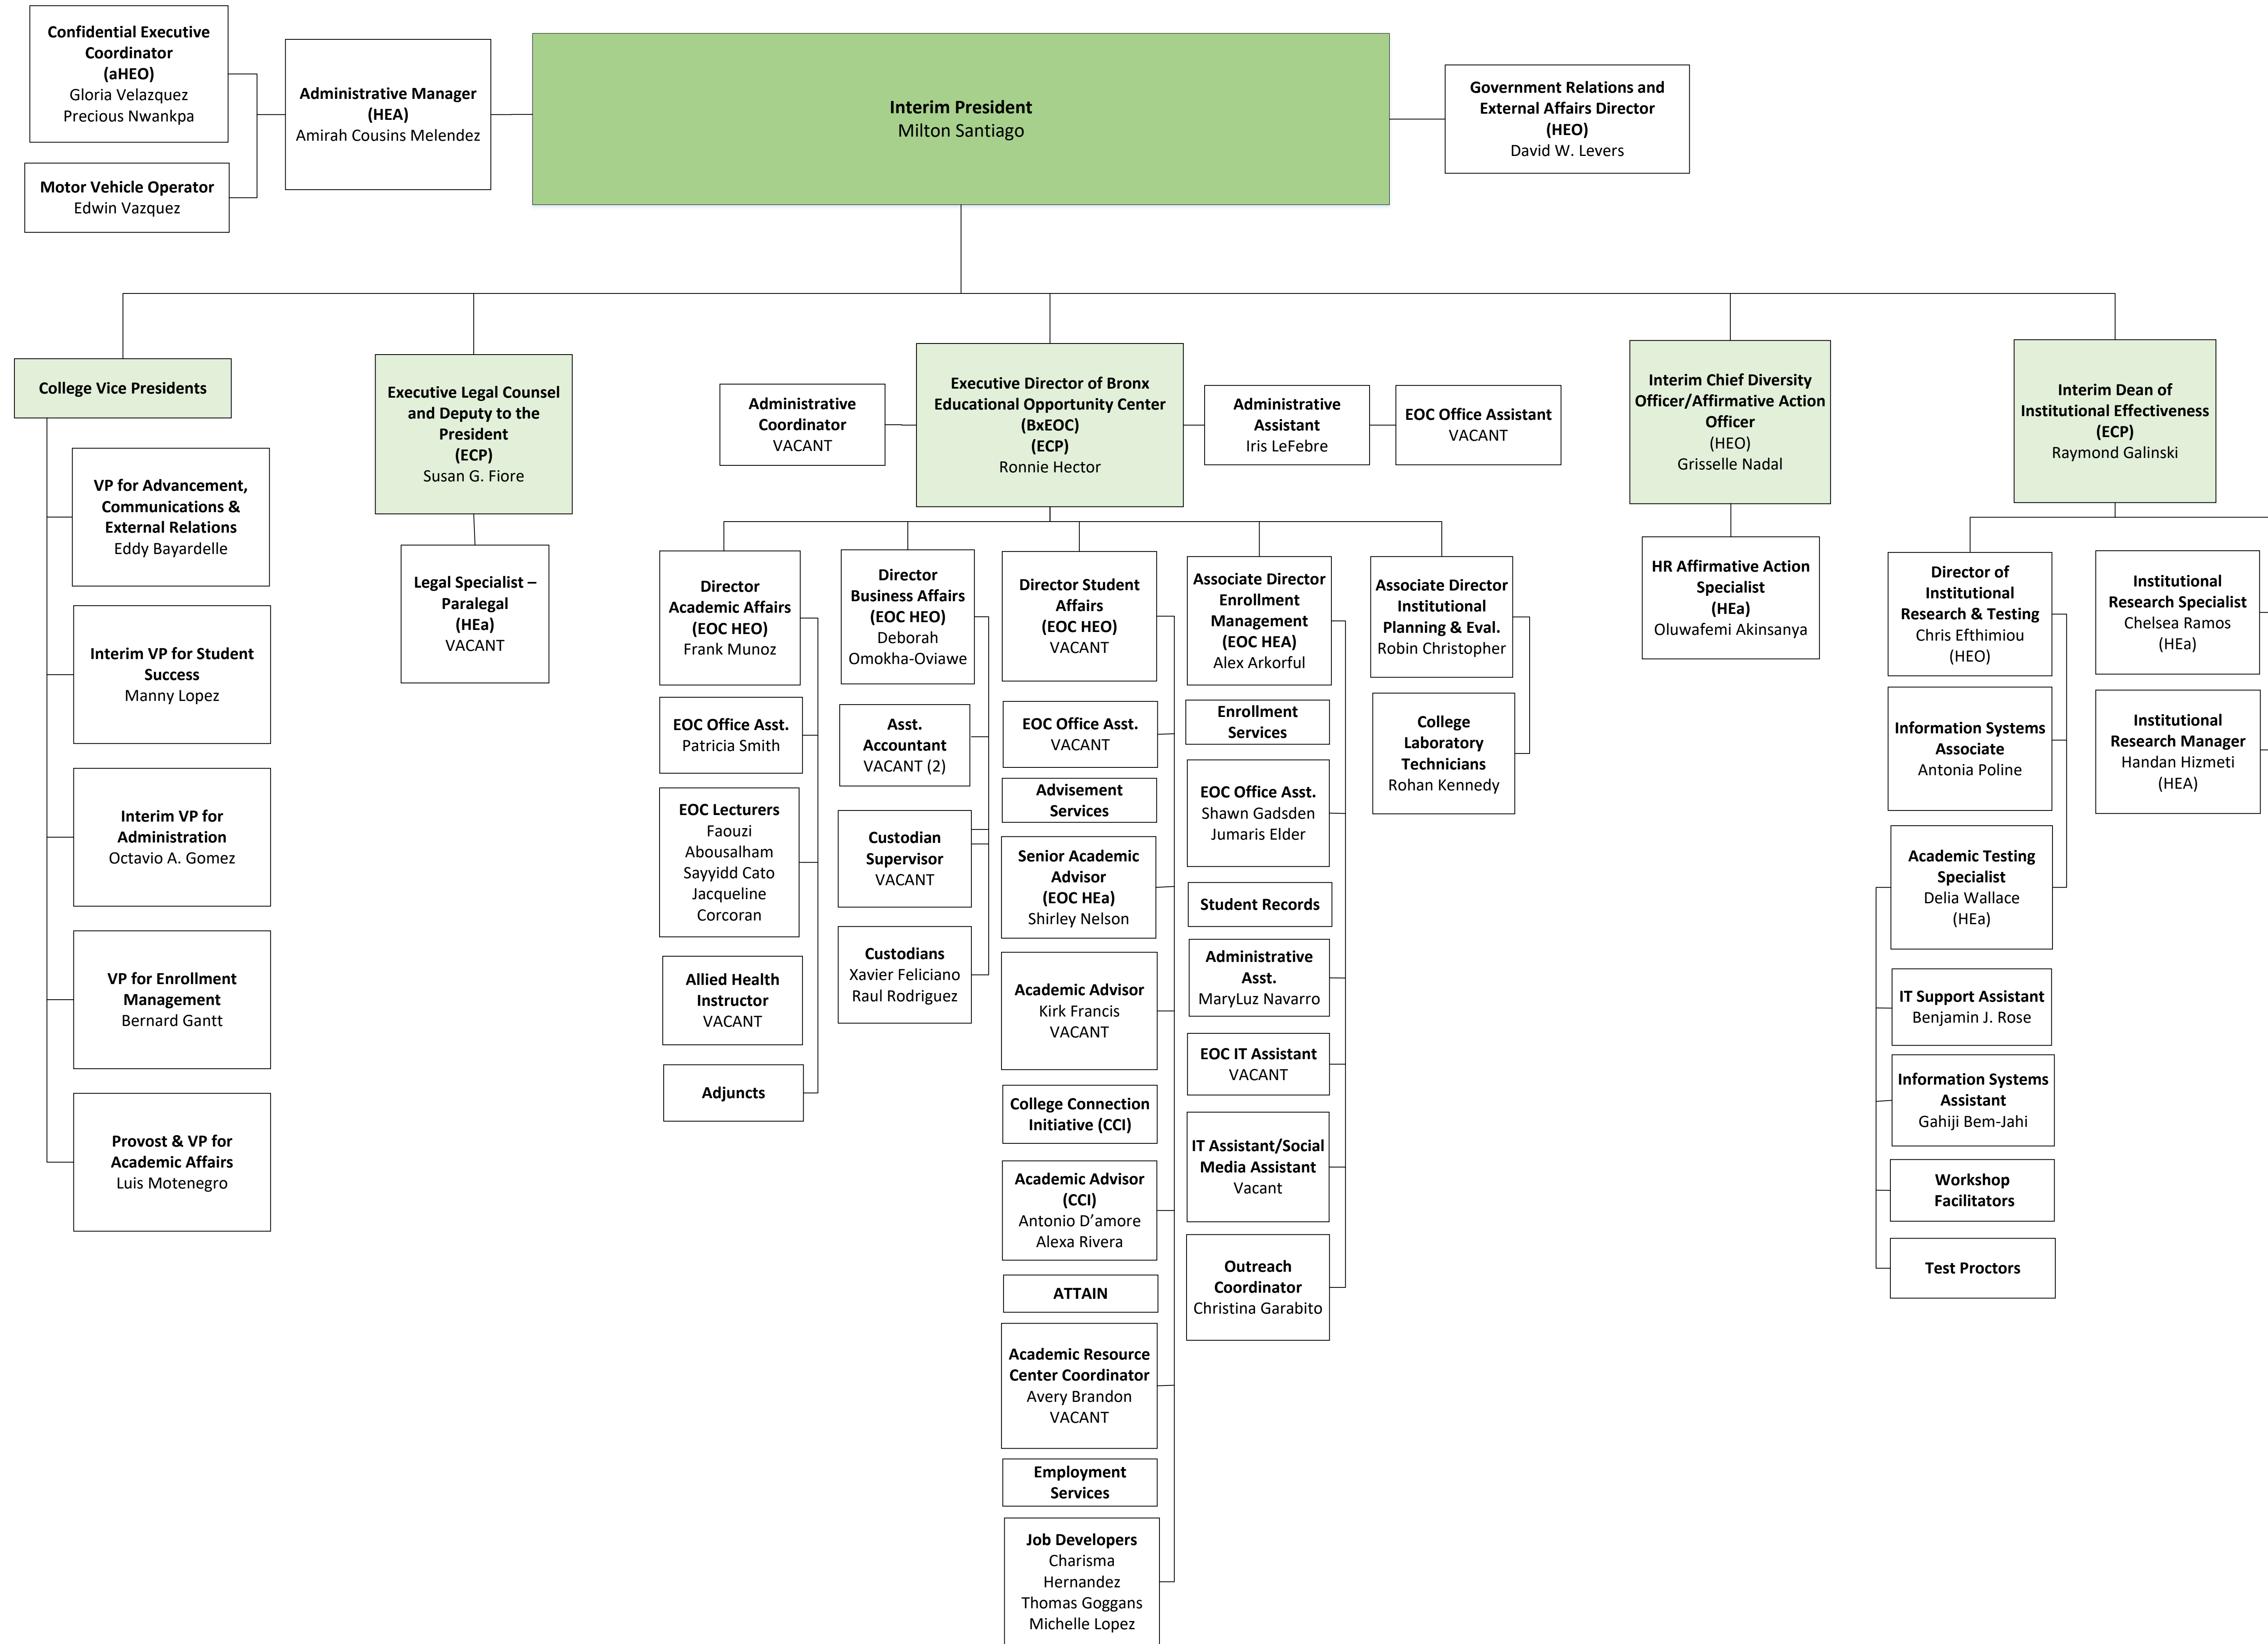 Confidential Executive
Coordinator
(aHEO)
Gloria Velazquez
Precious Nwankpa
Motor Vehicle Operator
Edwin Vazquez
Administrative Manager
(HEA)
Amirah Cousins Melendez
Interim President
Milton Santiago
Government Relations and
External Affairs Director
(HEO)
David W. Levers
College Vice Presidents
VP for Advancement,
Communications &
External Relations
Eddy Bayardelle
Interim VP for Student
Success
Manny Lopez
Interim VP for
Administration
Octavio A. Gomez
VP for Enrollment
Management
Bernard Gantt
Provost & VP for
Academic Affairs
Luis Motenegro
Executive Legal Counsel
and Deputy to the
President
(ECP)
Susan G. Fiore
Legal Specialist –
Paralegal
(HEa)
VACANT
Administrative
Coordinator
VACANT
Executive Director of Bronx
Educational Opportunity Center
(BxEOC)
(ECP)
Ronnie Hector
Administrative
Assistant
Iris LeFebre
EOC Office Assistant
VACANT
Director
Academic Affairs
(EOC HEO)
Frank Munoz
EOC Office Asst.
Patricia Smith
EOC Lecturers
Faouzi
Abousalham
Sayyidd Cato
Jacqueline
Corcoran
Allied Health
Instructor
VACANT
Adjuncts
Director
Business Affairs
(EOC HEO)
Deborah
Omokha-Oviawe
Asst.
Accountant
VACANT (2)
Custodian
Supervisor
VACANT
Custodians
Xavier Feliciano
Raul Rodriguez
Director Student
Affairs
(EOC HEO)
VACANT
EOC Office Asst.
VACANT
Advisement
Services
Senior Academic
Advisor
(EOC HEa)
Shirley Nelson
Academic Advisor
Kirk Francis
VACANT
College Connection
Initiative (CCI)
Academic Advisor
(CCI)
Antonio D’amore
Alexa Rivera
ATTAIN
Academic Resource
Center Coordinator
Avery Brandon
VACANT
Employment
Services
Job Developers
Charisma
Hernandez
Thomas Goggans
Michelle Lopez
Associate Director
Enrollment
Management
(EOC HEA)
Alex Arkorful
Enrollment
Services
EOC Office Asst.
Shawn Gadsden
Jumaris Elder
Student Records
Administrative
Asst.
MaryLuz Navarro
EOC IT Assistant
VACANT
IT Assistant/Social
Media Assistant
Vacant
Outreach
Coordinator
Christina Garabito
Associate Director
Institutional
Planning & Eval.
Robin Christopher
College
Laboratory
Technicians
Rohan Kennedy
Interim Chief Diversity
Officer/Affirmative Action
Officer
(HEO)
Grisselle Nadal
HR Affirmative Action
Specialist
(HEa)
Oluwafemi Akinsanya
Interim Dean of
Institutional Effectiveness
(ECP)
Raymond Galinski
Director of
Institutional
Research & Testing
Chris Efthimiou
(HEO)
Information Systems
Associate
Antonia Poline
Academic Testing
Specialist
Delia Wallace
(HEa)
IT Support Assistant
Benjamin J. Rose
Information Systems
Assistant
Gahiji Bem-Jahi
Workshop
Facilitators
Test Proctors
Institutional
Research Specialist
Chelsea Ramos
(HEa)
Institutional
Research Manager
Handan Hizmeti
(HEA)